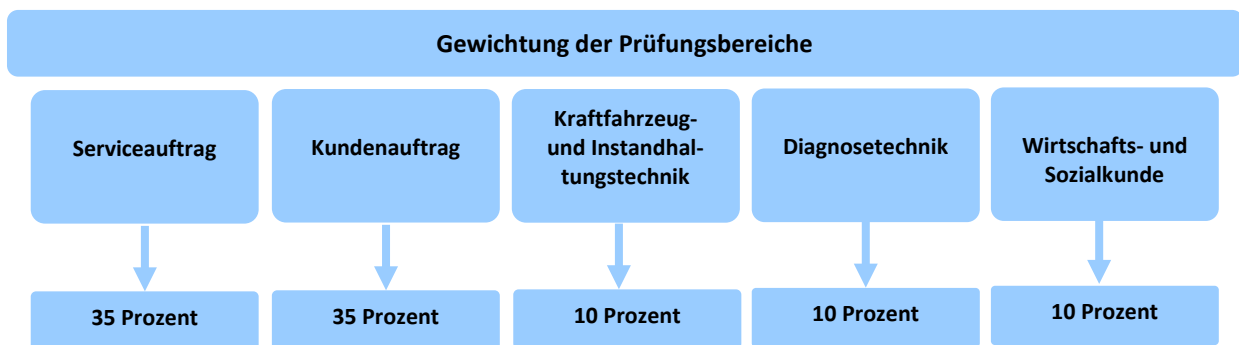 Gewichtung der Prüfungsbereiche
Serviceauftrag
Kundenauftrag
Kraftfahrzeug-
und Instandhal-
tungstechnik
Diagnosetechnik
Wirtschafts- und
Sozialkunde
35 Prozent
35 Prozent
10 Prozent
10 Prozent
10 Prozent